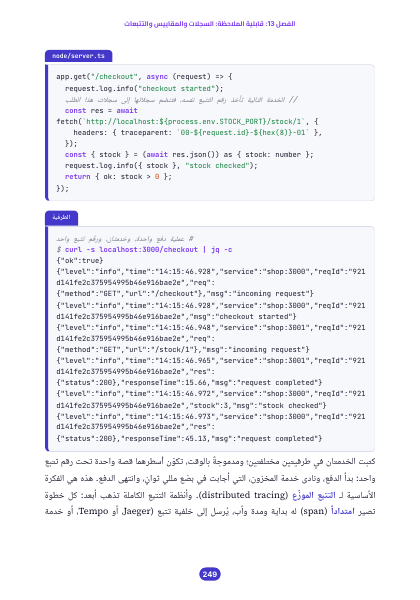 الفصل 13: قابلية الملاحظة: السجلات والمقاييس والتتبعات
node/server.ts
app.get("/checkout", async (request) => {
request.log.info("checkout started");
// الخدمة التالية تأخذ رقم التتبع نفسه، فتنضم سجلاتها إلى سجلات هذا الطلب
const res = await
fetch(`http://localhost:${process.env.STOCK_PORT}/stock/1`, {
headers: { traceparent: `00-${request.id}-${hex(8)}-01` },
});
const { stock } = (await res.json()) as { stock: number };
request.log.info({ stock }, "stock checked");
return { ok: stock > 0 };
});
الطرفية
# عملية دفع واحدة، وخدمتان، ورقم تتبع واحد
$ curl -s localhost:3000/checkout | jq -c
{"ok":true}
{"level":"info","time":"14:15:46.928","service":"shop:3000","reqId":"921
d141fe2c375954995b46e916bae2e","req":
{"method":"GET","url":"/checkout"},"msg":"incoming request"}
{"level":"info","time":"14:15:46.928","service":"shop:3000","reqId":"921
d141fe2c375954995b46e916bae2e","msg":"checkout started"}
{"level":"info","time":"14:15:46.948","service":"shop:3001","reqId":"921
d141fe2c375954995b46e916bae2e","req":
{"method":"GET","url":"/stock/1"},"msg":"incoming request"}
{"level":"info","time":"14:15:46.965","service":"shop:3001","reqId":"921
d141fe2c375954995b46e916bae2e","res":
{"status":200},"responseTime":15.66,"msg":"request completed"}
{"level":"info","time":"14:15:46.972","service":"shop:3000","reqId":"921
d141fe2c375954995b46e916bae2e","stock":3,"msg":"stock checked"}
{"level":"info","time":"14:15:46.973","service":"shop:3000","reqId":"921
d141fe2c375954995b46e916bae2e","res":
{"status":200},"responseTime":45.13,"msg":"request completed"}
كتبت الخدمتان في طرفيتين مختلفتين؛ ومدموجةً بالوقت، تكوّن أسطرهما قصة واحدة تحت رقم تتبع
واحد: بدأ الدفع، ونادى خدمة المخزون، التي أجابت في بضع مللي ثوانٍ، وانتهى الدفع. هذه هي الفكرة
الأساسية لـ التتبع الموزّع (distributed tracing). وأنظمة التتبع الكاملة تذهب أبعد: كل خطوة
تصير امتداداً (span) له بداية ومدة وأب، يُرسل إلى خلفية تتبع (Jaeger، أو Tempo، أو خدمة
249